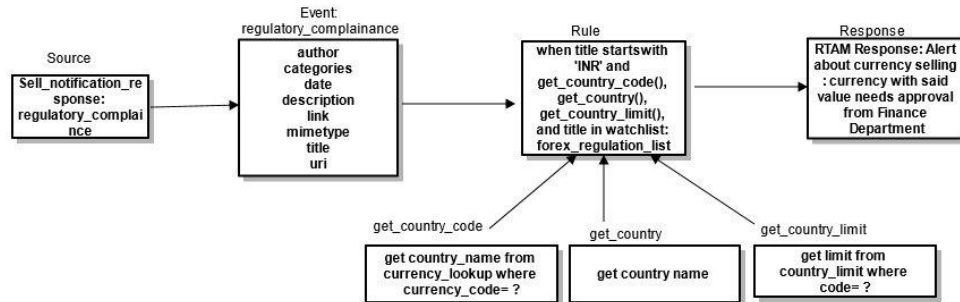 Source
Sell_notification_re
sponse:
regulatory_complai
nce
Event:
regulatory_complainance
author
categories
date
description
link
mimetype
title
uri
Rule
when title startswith
'INR' and
get_country_code(),
get_country(),
get_country_limit(),
and title in watchlist:
forex_regulation_list
Response
RTAM Response: Alert
about currency selling
: currency with said
value needs approval
from Finance
Department
get_country_code
get country_name from
currency_lookup where
currency_code= ?
get_country
get country name
get_country_limit
get limit from
country_limit where
code= ?